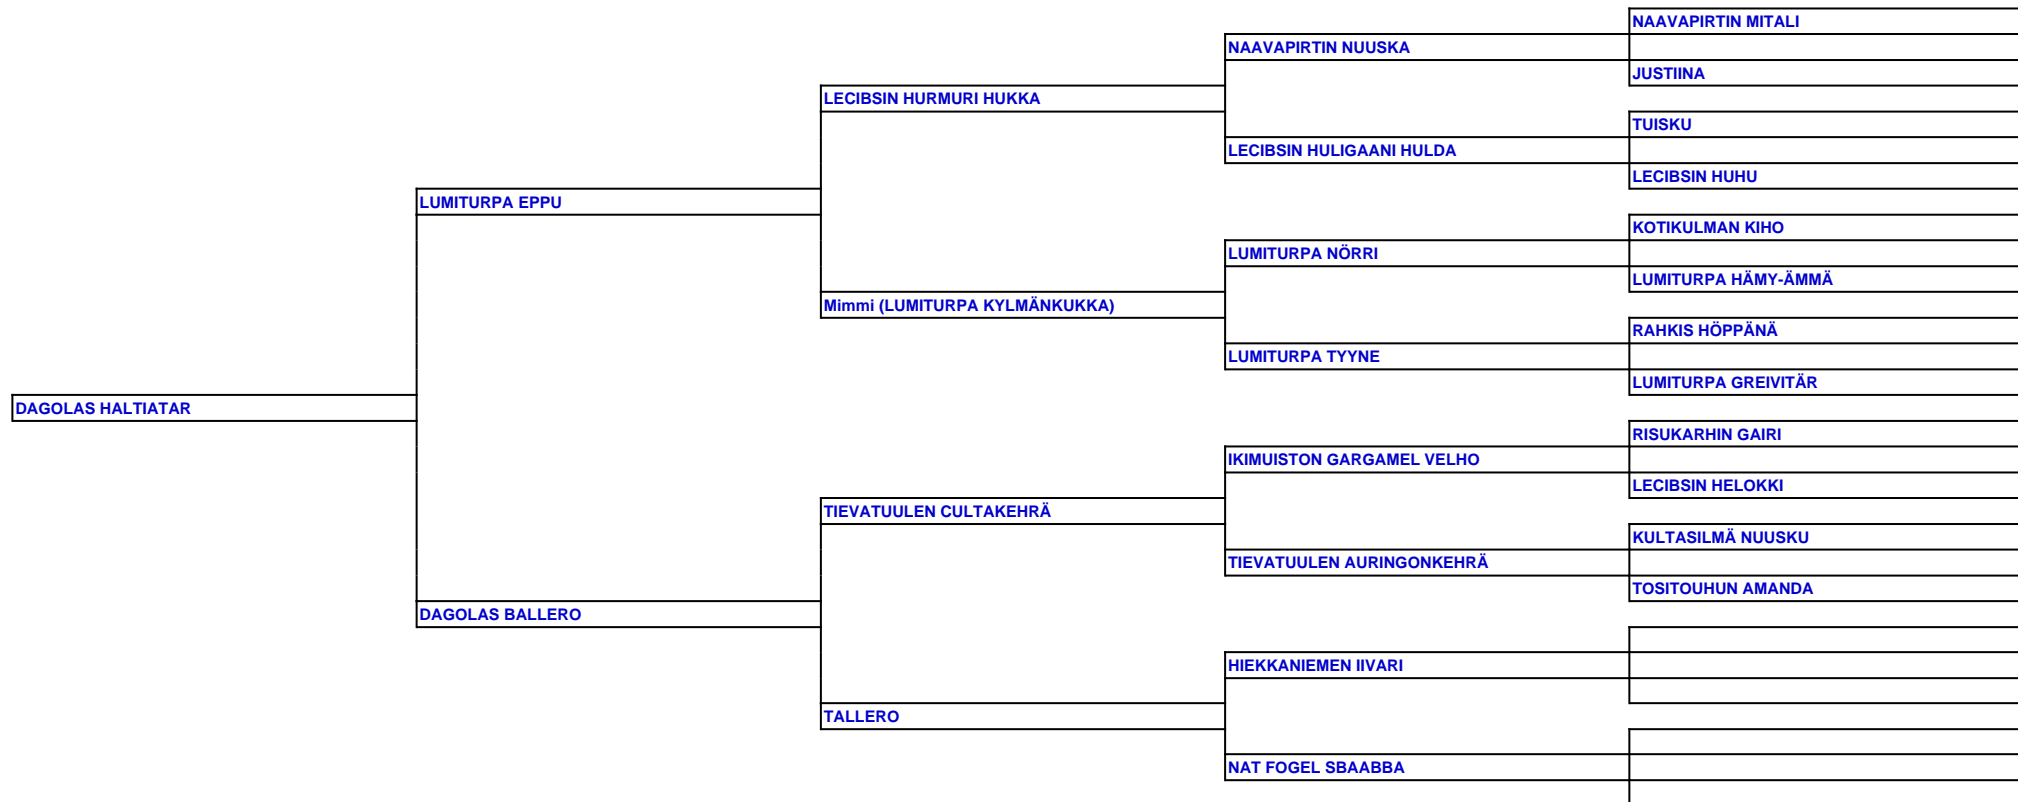 NAAVAPIRTIN MITALI
NAAVAPIRTIN NUUSKA
JUSTIINA
LECIBSIN HURMURI HUKKA
TUISKU
LECIBSIN HULIGAANI HULDA
LECIBSIN HUHU
LUMITURPA EPPU
KOTIKULMAN KIHO
LUMITURPA NÖRRI
LUMITURPA HÄMY-ÄMMÄ
Mimmi (LUMITURPA KYLMÄNKUKKA)
RAHKIS HÖPPÄNÄ
LUMITURPA TYYNE
LUMITURPA GREIVITÄR
DAGOLAS HALTIATAR
RISUKARHIN GAIRI
IKIMUISTON GARGAMEL VELHO
LECIBSIN HELOKKI
TIEVATUULEN CULTAKEHRÄ
KULTASILMÄ NUUSKU
TIEVATUULEN AURINGONKEHRÄ
TOSITOUHUN AMANDA
DAGOLAS BALLERO
HIEKKANIEMEN IIVARI
TALLERO
NAT FOGEL SBAABBA